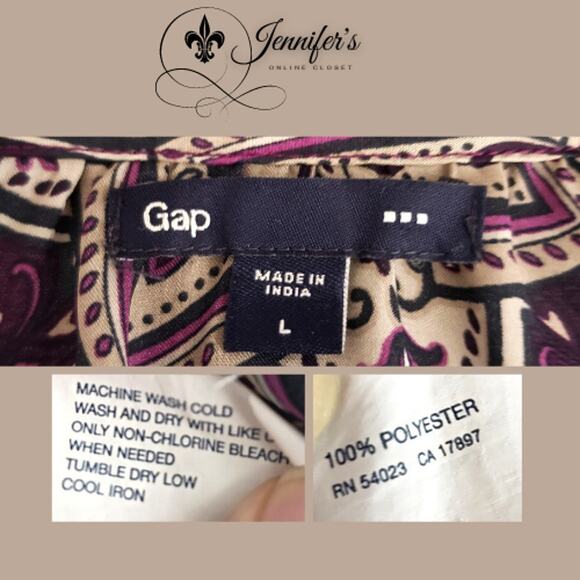 Jennifer's
ONLINE CLOSET
Gap
MADE IN
INDIA
L
MACHINE WASH COLD
WASH AND DRY WITH LIKE
ONLY NON-CHLORINE BLEACH
WHEN NEEDED
TUMBLE DRY LOW
COOL IRON
100% POLYESTER
RN 54023 CA 17897